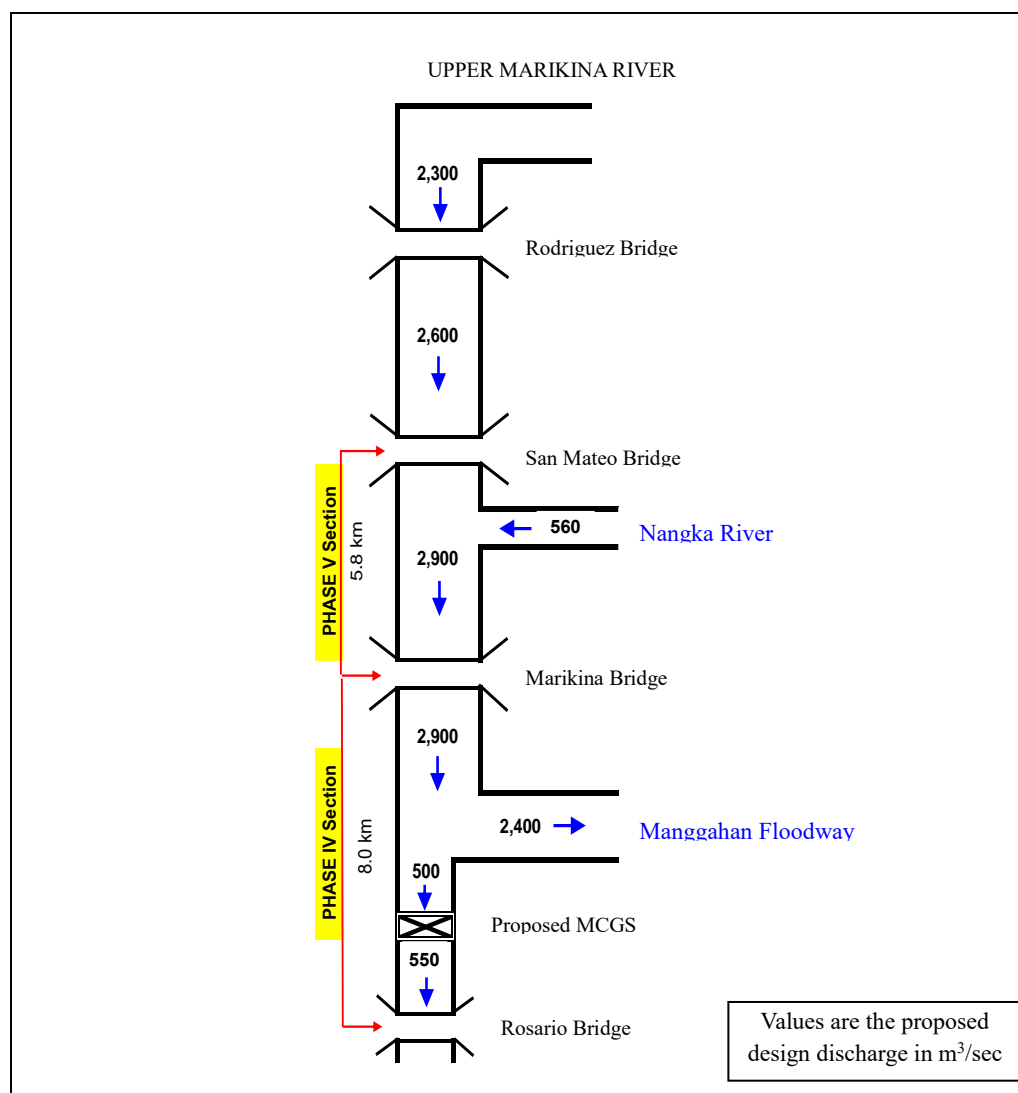 UPPER MARIKINA RIVER
2,300
Rodriguez Bridge
2,600
San Mateo Bridge
PHASE V Section
5.8 km
560
Nangka River
2,900
Marikina Bridge
2,900
PHASE IV Section
8.0 km
2,400
Manggahan Floodway
500
Proposed MCGS
550
Rosario Bridge
Values are the proposed
design discharge in m³/sec